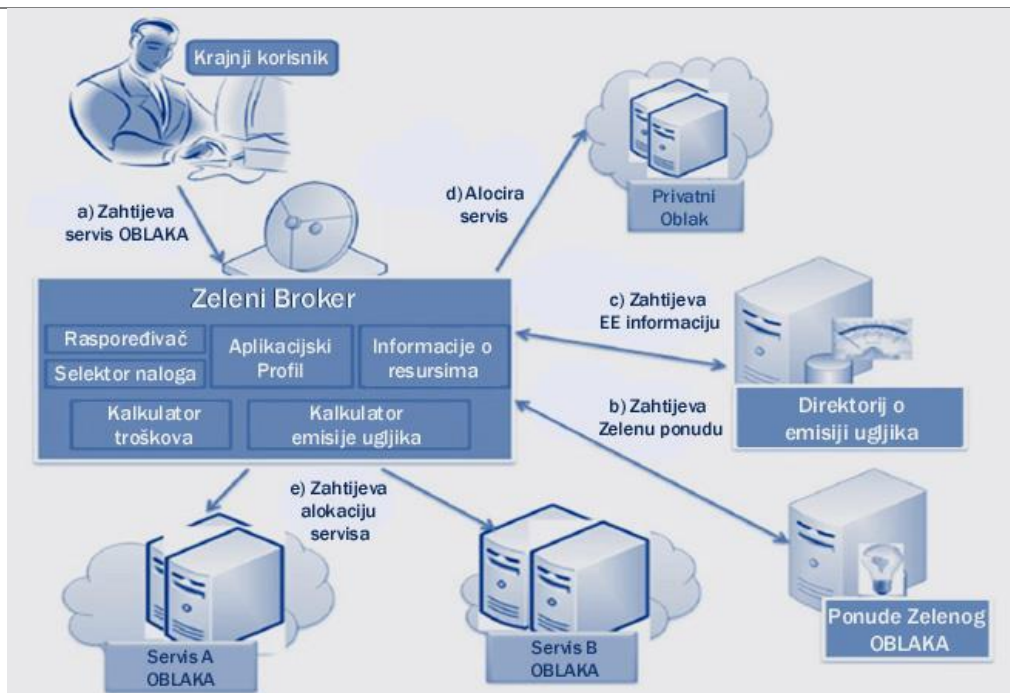 Krajnji korisnik
a) Zahtijeva
servis OBLAKA
d) Alocira
servis
Privatni
Oblak
Zeleni Broker
Raspoređivač
Selektor naloga
Aplikacijski
Profil
Informacije o
resursima
Kalkulator
troškova
Kalkulator
emisije ugljika
c) Zahtijeva
EE informaciju
Direktorij o
emisiji ugljika
b) Zahtijeva
Zelenu ponudu
Ponude Zelenog
OBLAKA
e) Zahtijeva
alokaciju
servisa
Servis A
OBLAKA
Servis B
OBLAKA